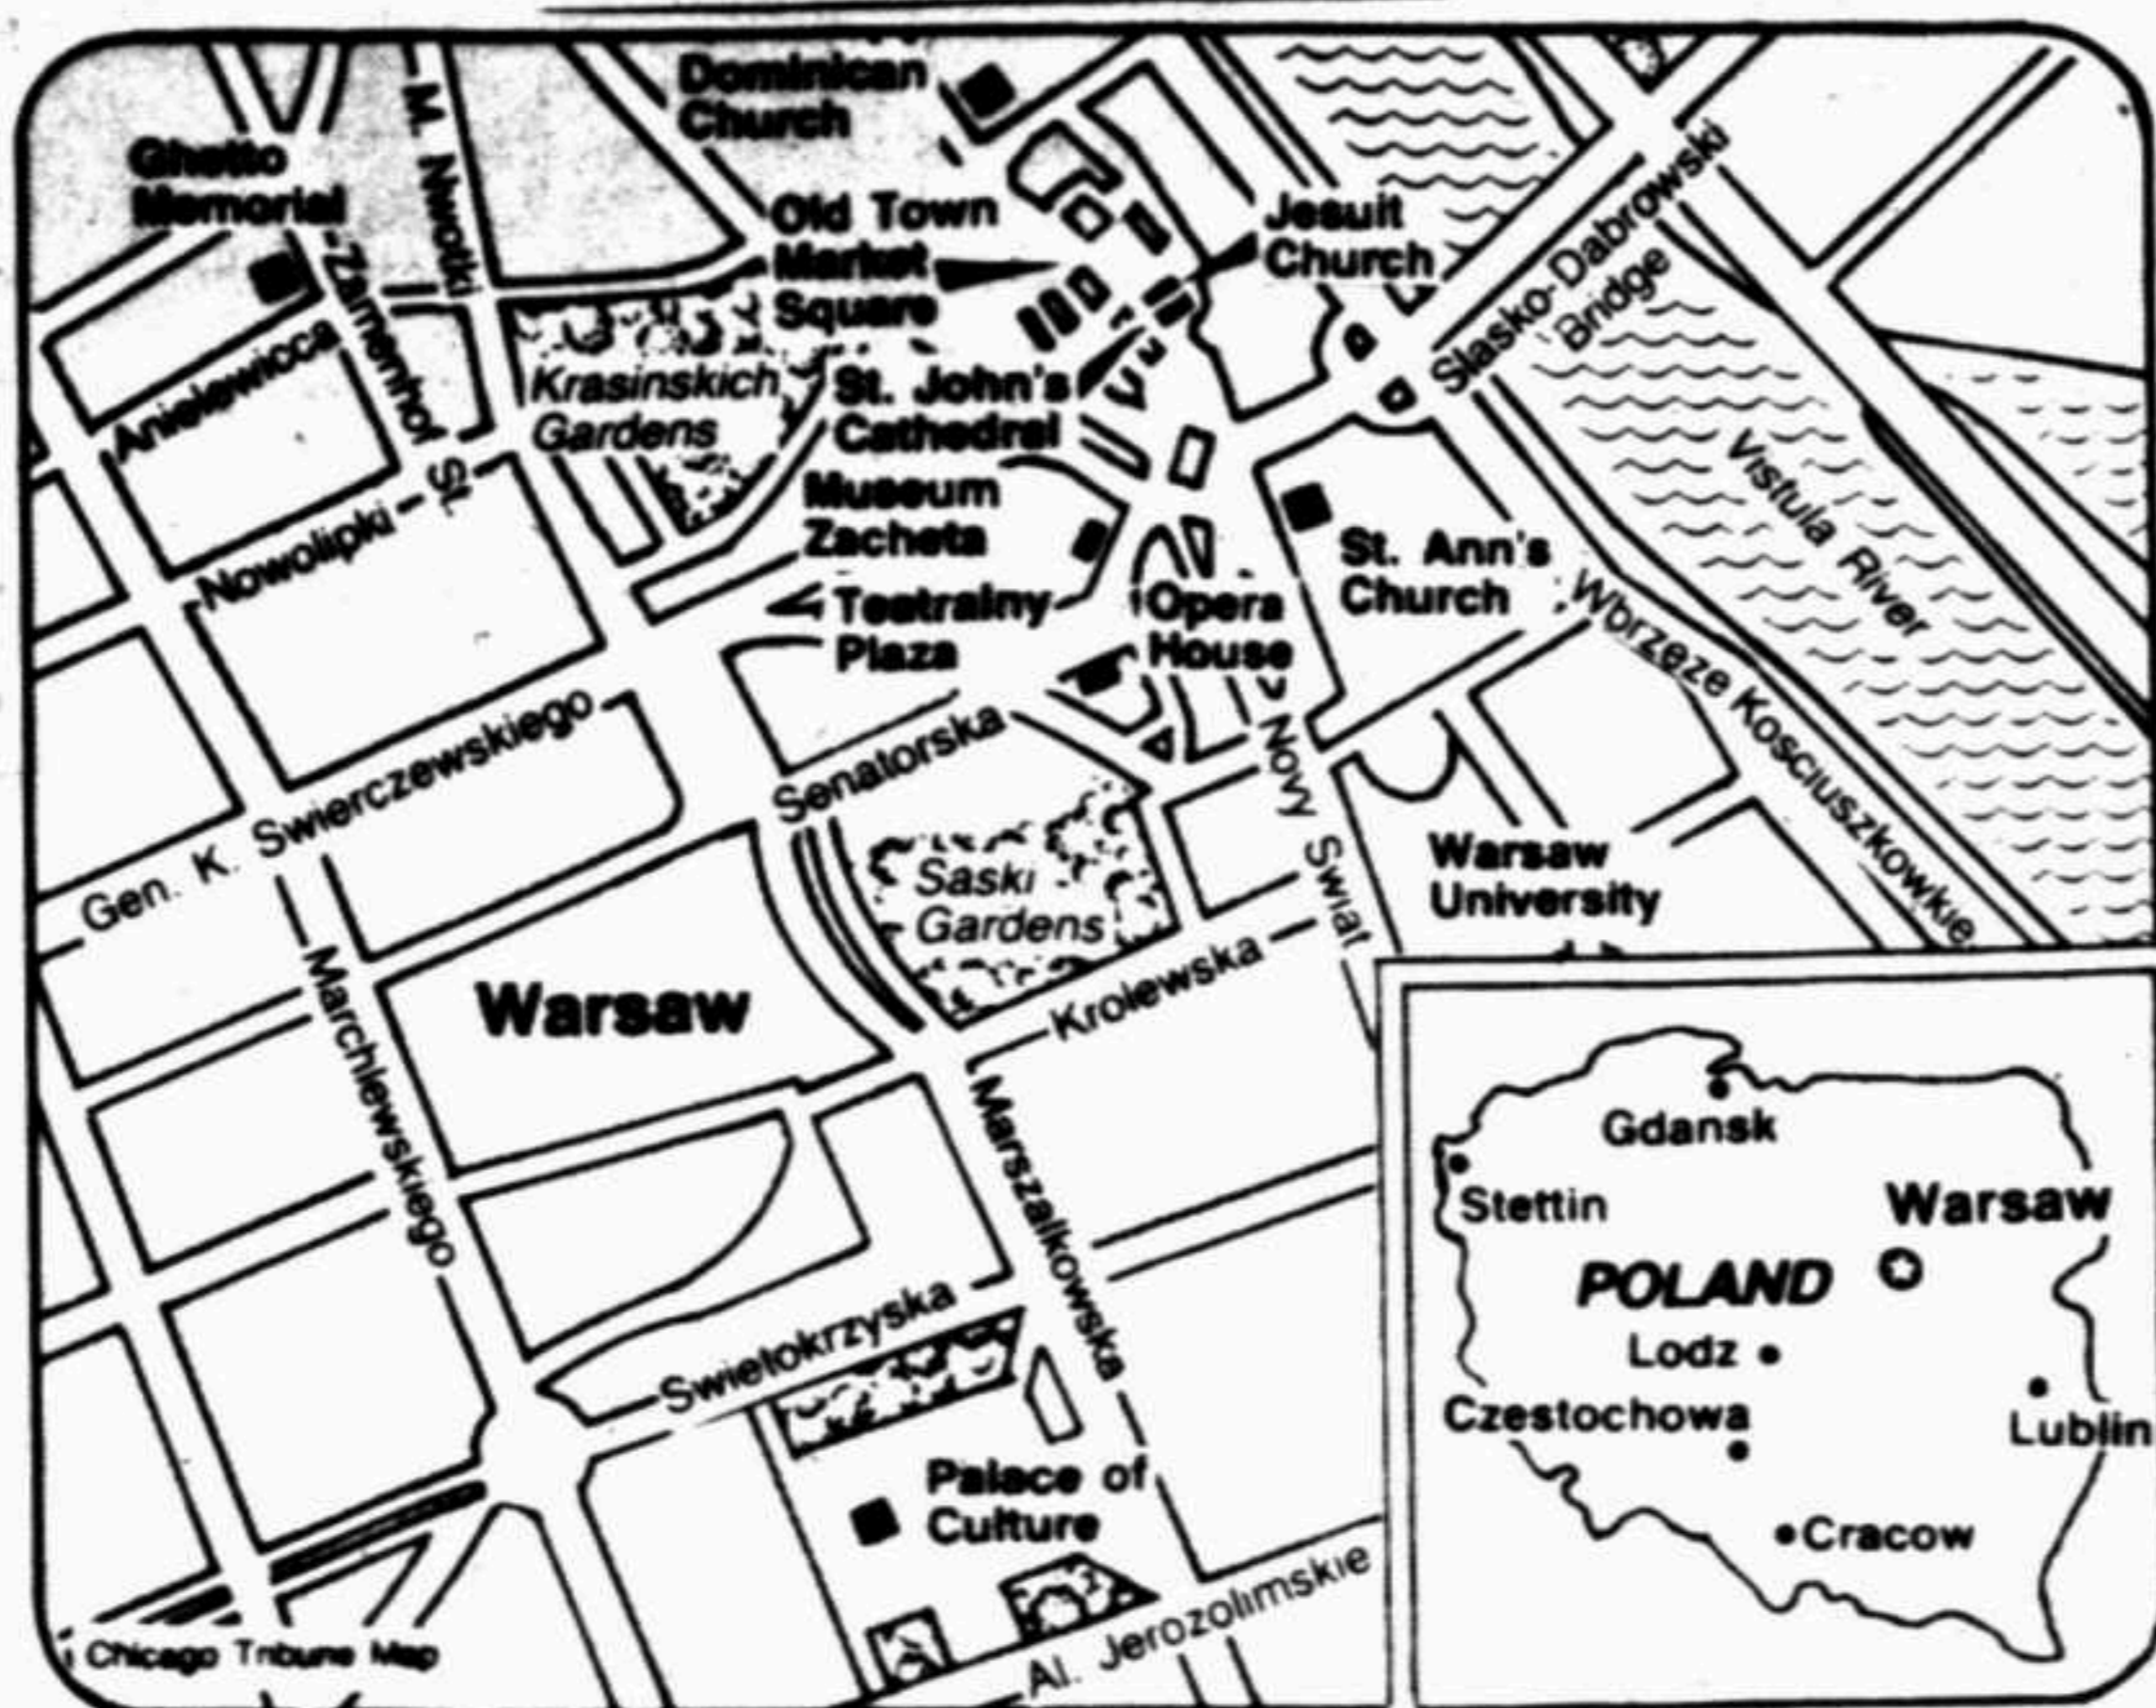 Dominican
Church
Ghetto
Memorial
M. Nwotki
Zamenhof St.
Old Town
Market
Square
Jesuit
Church
Slasko-Dabrowski
Bridge
Anielewicca
Krasinskich
Gardens
St. John's
Cathedral
Museum
Zacheta
Nowolipki
St. Ann's
Church
Vistula River
Teatralny
Plaza
Opera
House
Wbrzeze Kosciuszkowkie
Gen. K. Swierczewskiego
Senatorska
Novy Swiat
Saski
Gardens
Warsaw
University
Krolewska
Warsaw
Marchlewskiego
Marszalkowska
Swietokrzyska
Palace of
Culture
Al. Jerozolimskie
Chicago Tribune Map
Gdansk
Stettin
Warsaw
POLAND
Lodz
Czestochowa
Lublin
Cracow